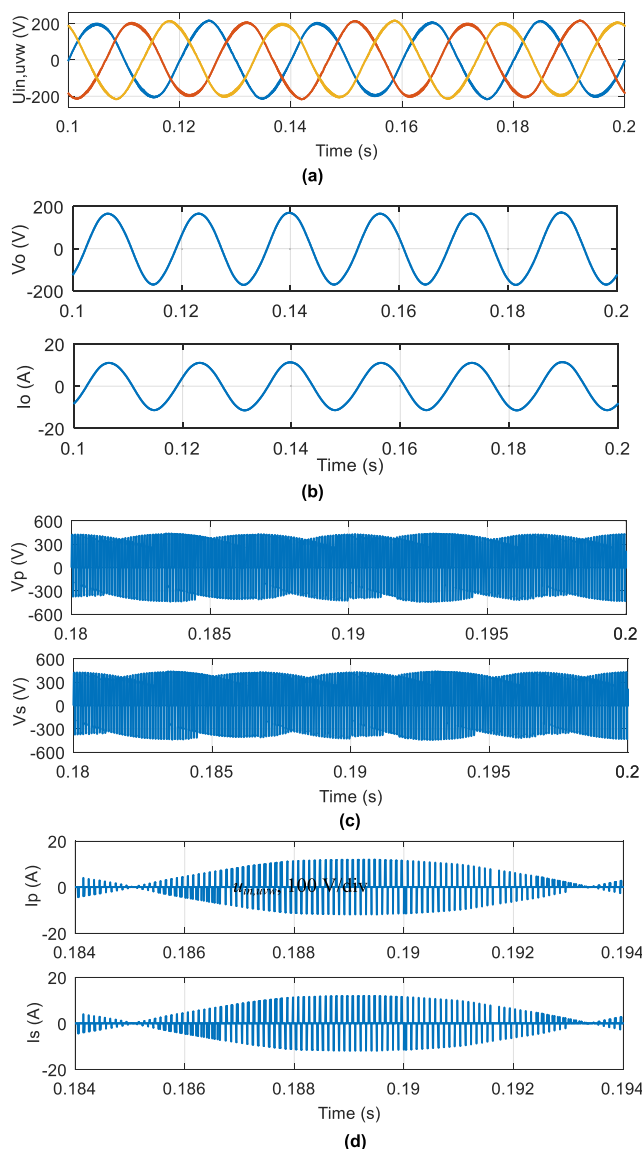 Uin,uvw (V)
200
0
-200
0.1 0.12 0.14 0.16 0.18 0.2
Time (s)
(a)
Vo (V)
200
0
-200
0.1 0.12 0.14 0.16 0.18 0.2
Io (A)
20
0
-20
0.1 0.12 0.14 0.16 0.18 0.2
Time (s)
(b)
Vp (V)
600
300
0
-300
-600
0.18 0.185 0.19 0.195 0.2
Vs (V)
600
300
0
-300
-600
0.18 0.185 0.19 0.195 0.2
Time (s)
(c)
Ip (A)
20
0
-20
uin,uvw, 100 V/div
0.184 0.186 0.188 0.19 0.192 0.194
Is (A)
20
0
-20
0.184 0.186 0.188 0.19 0.192 0.194
Time (s)
(d)